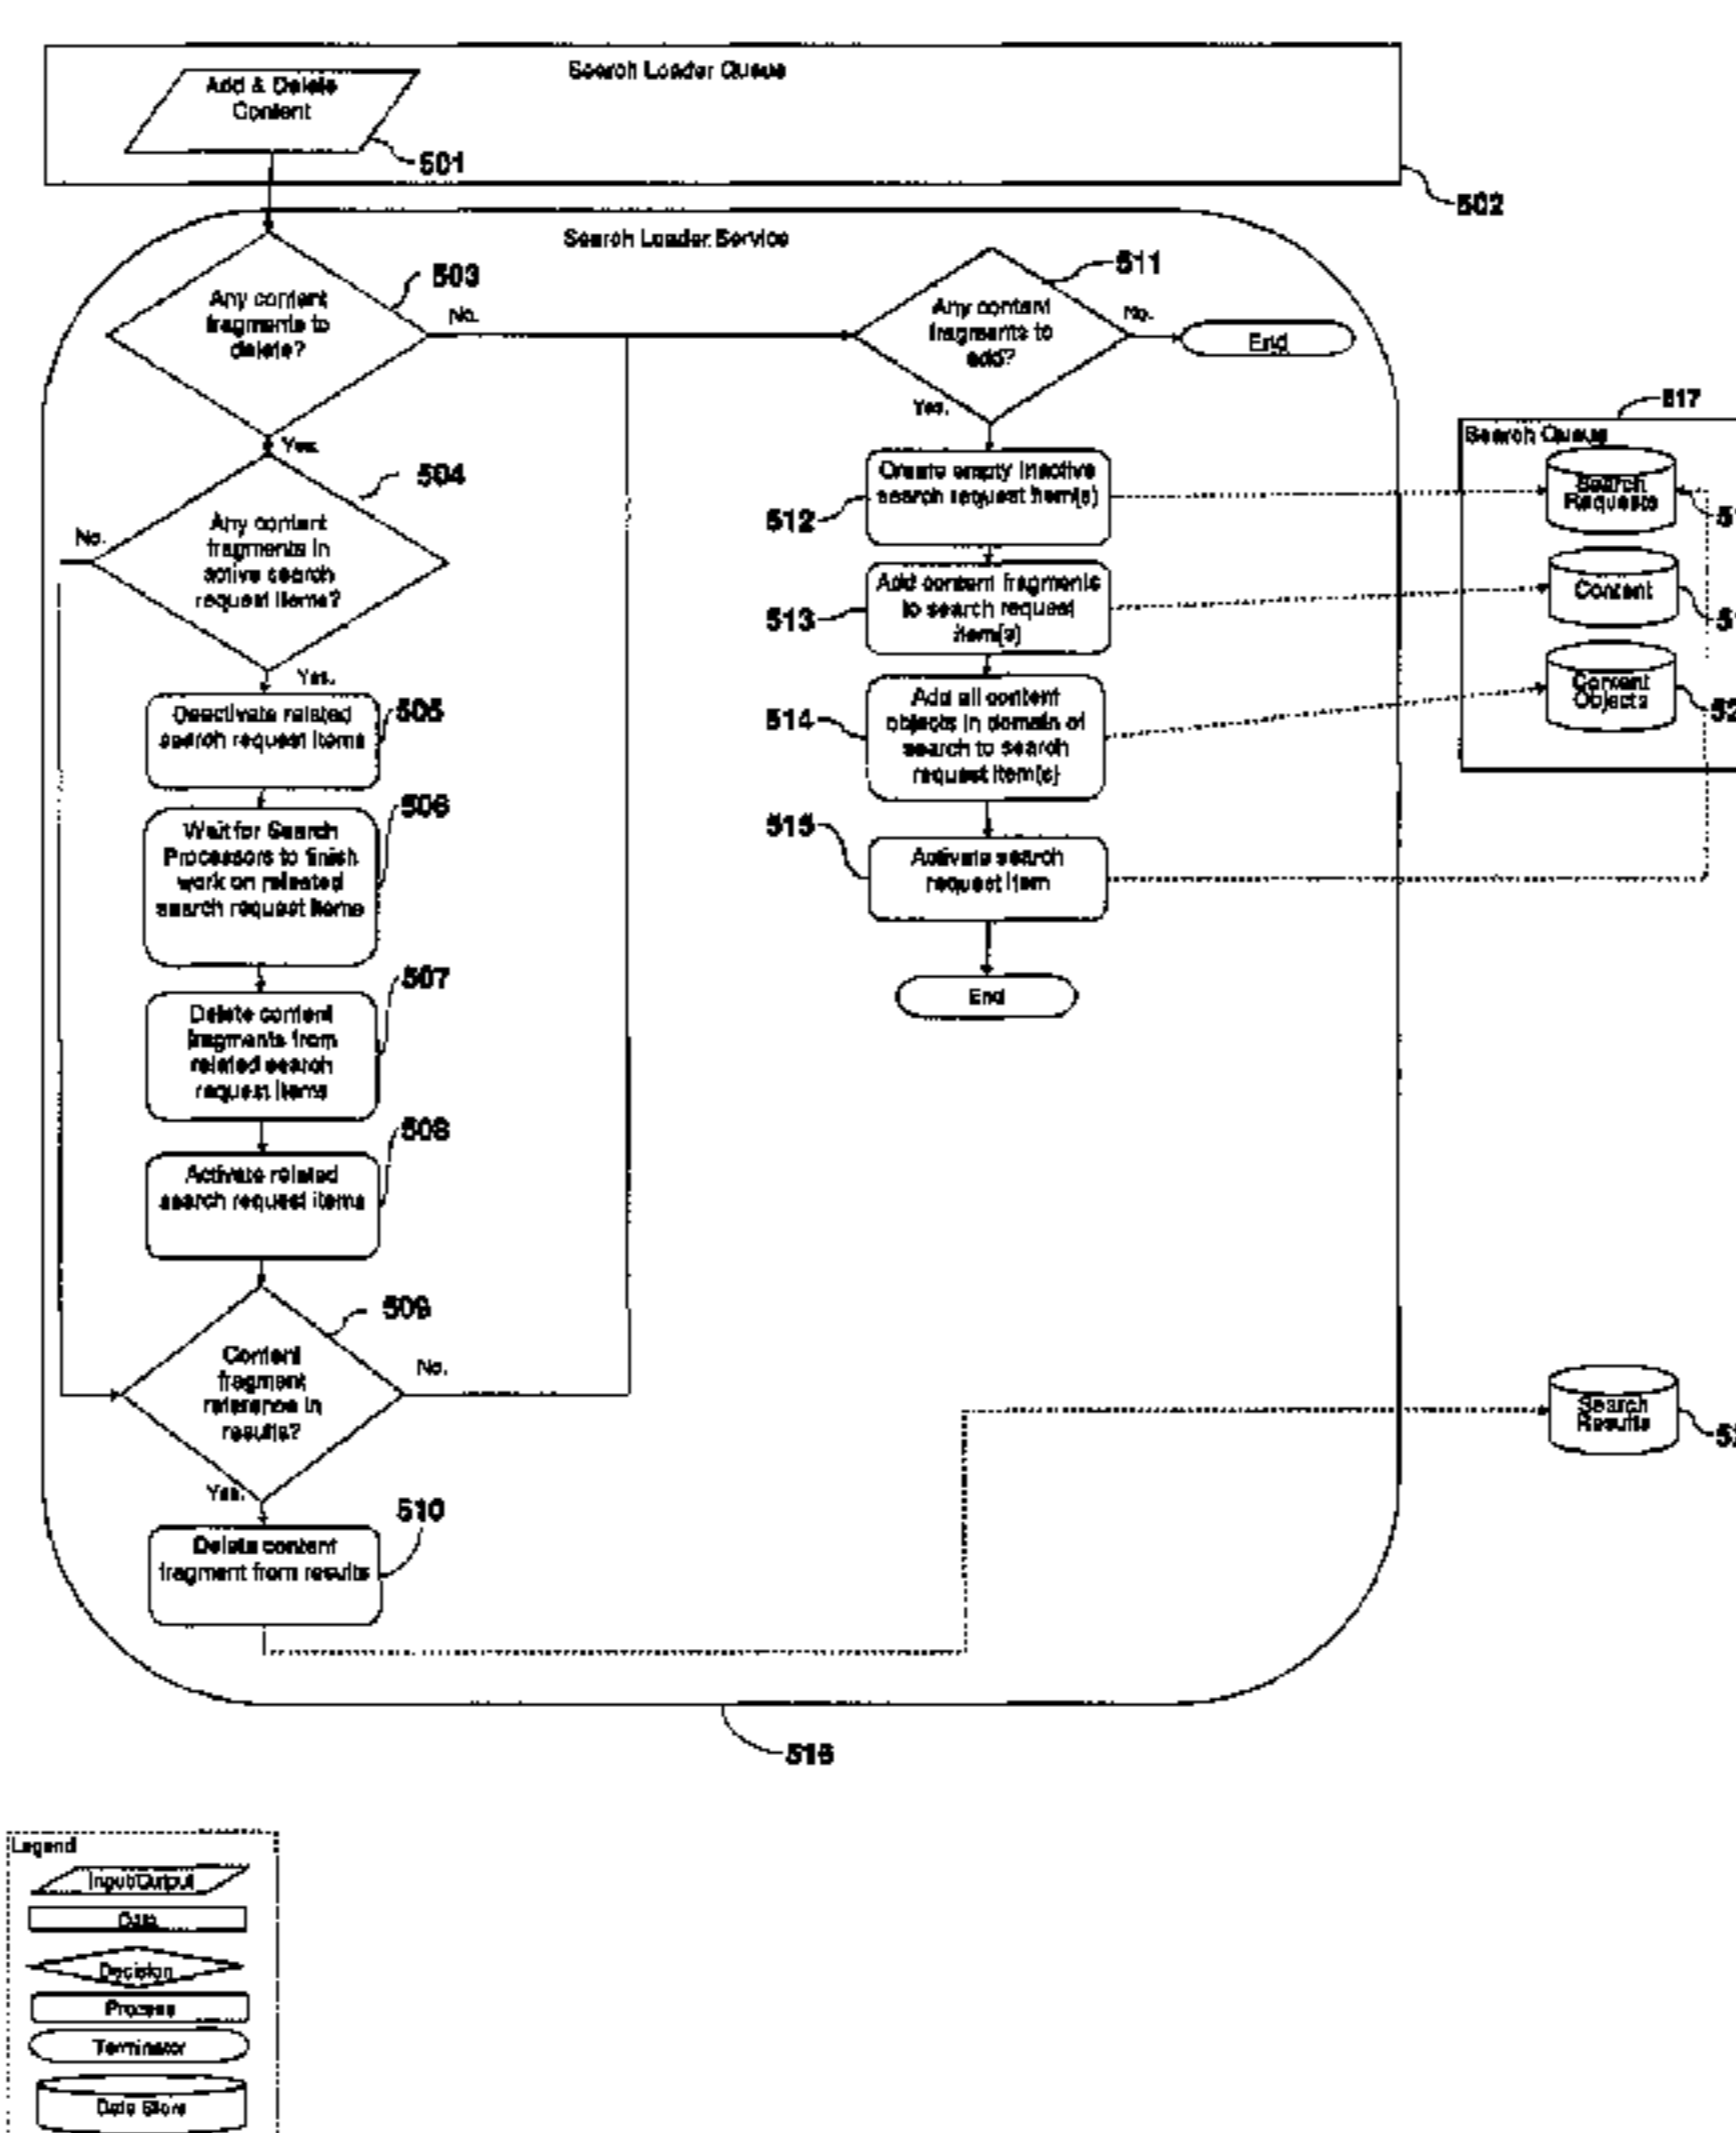 Search Loader Queue
Add & Delete
Content
501
502
Search Loader Service
503
Any content
fragments to
delete?
No.
Yes.
511
Any content
fragments to
add?
No.
End
Yes.
504
Any content
fragments in
active search
request items?
No.
Yes.
Deactivate related
search request items
505
Wait for Search
Processors to finish
work on releated
search request items
506
Delete content
fragments from
related search
request items
507
Activate related
search request items
508
509
Content
fragment
reference in
results?
No.
Yes.
510
Delete content
fragment from results
Create empty inactive
search request item(s)
512
Add content fragments
to search request
item(s)
513
Add all content
objects in domain of
search to search
request item(s)
514
515
Activate search
request item
End
517
Search Queue
Search
Requests
51
Content
51
Content
Objects
52
Search
Results
52
516
Legend
Input/Output
Data
Decision
Process
Terminator
Data Store